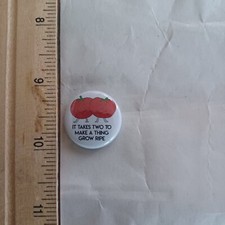 8
9
IT TAKES TWO TO
MAKE A THING
GROW RIPE
10
11